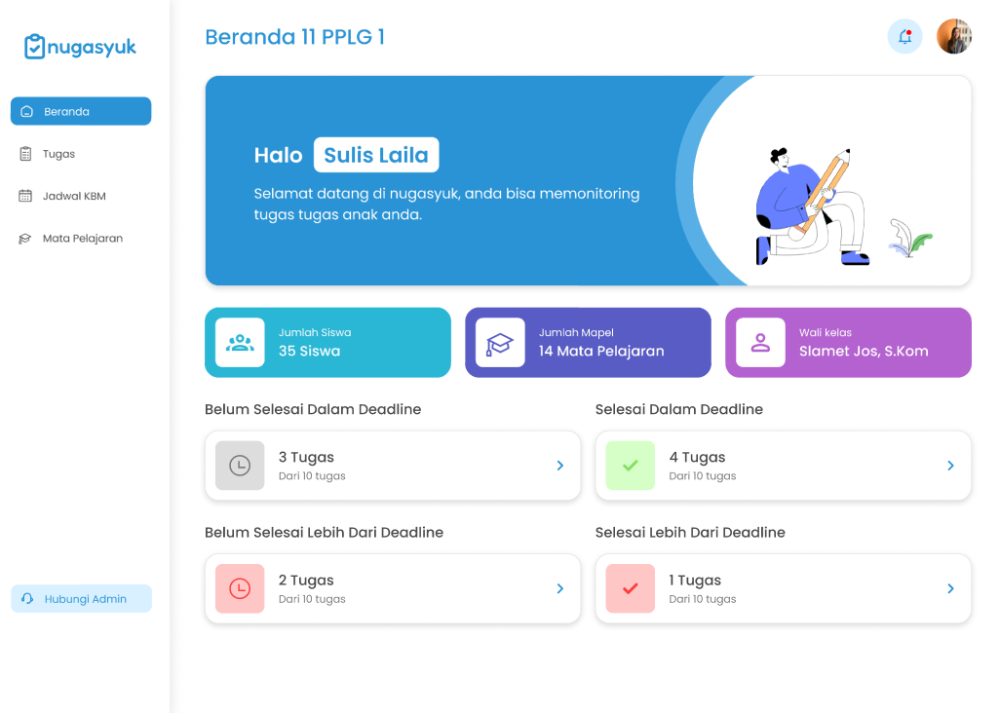 nugasyuk
Beranda 11 PPLG 1
Beranda
Tugas
Jadwal KBM
Mata Pelajaran
Hubungi Admin
Halo Sulis Laila
Selamat datang di nugasyuk, anda bisa memonitoring
tugas tugas anak anda.
Jumlah Siswa
35 Siswa
Jumlah Mapel
14 Mata Pelajaran
Wali kelas
Slamet Jos, S.Kom
Belum Selesai Dalam Deadline
3 Tugas
Dari 10 tugas
Selesai Dalam Deadline
4 Tugas
Dari 10 tugas
Belum Selesai Lebih Dari Deadline
2 Tugas
Dari 10 tugas
Selesai Lebih Dari Deadline
1 Tugas
Dari 10 tugas